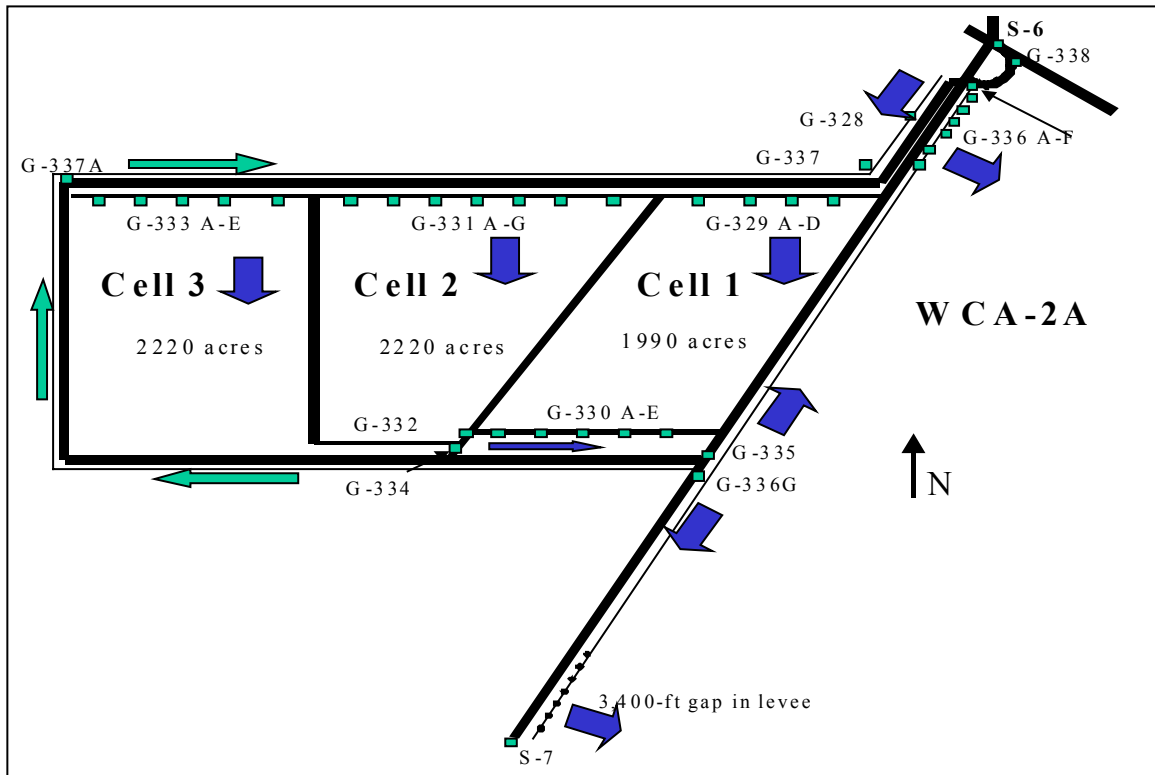 S-6
G-338
G-328
G-336 A-F
G-337
G-337A
G-333 A-E
G-331 A-G
G-329 A-D
Cell 3
Cell 2
Cell 1
WCA-2A
2220 acres
2220 acres
1990 acres
G-332
G-330 A-E
G-335
G-334
G-336G
N
3,400-ft gap in levee
S-7